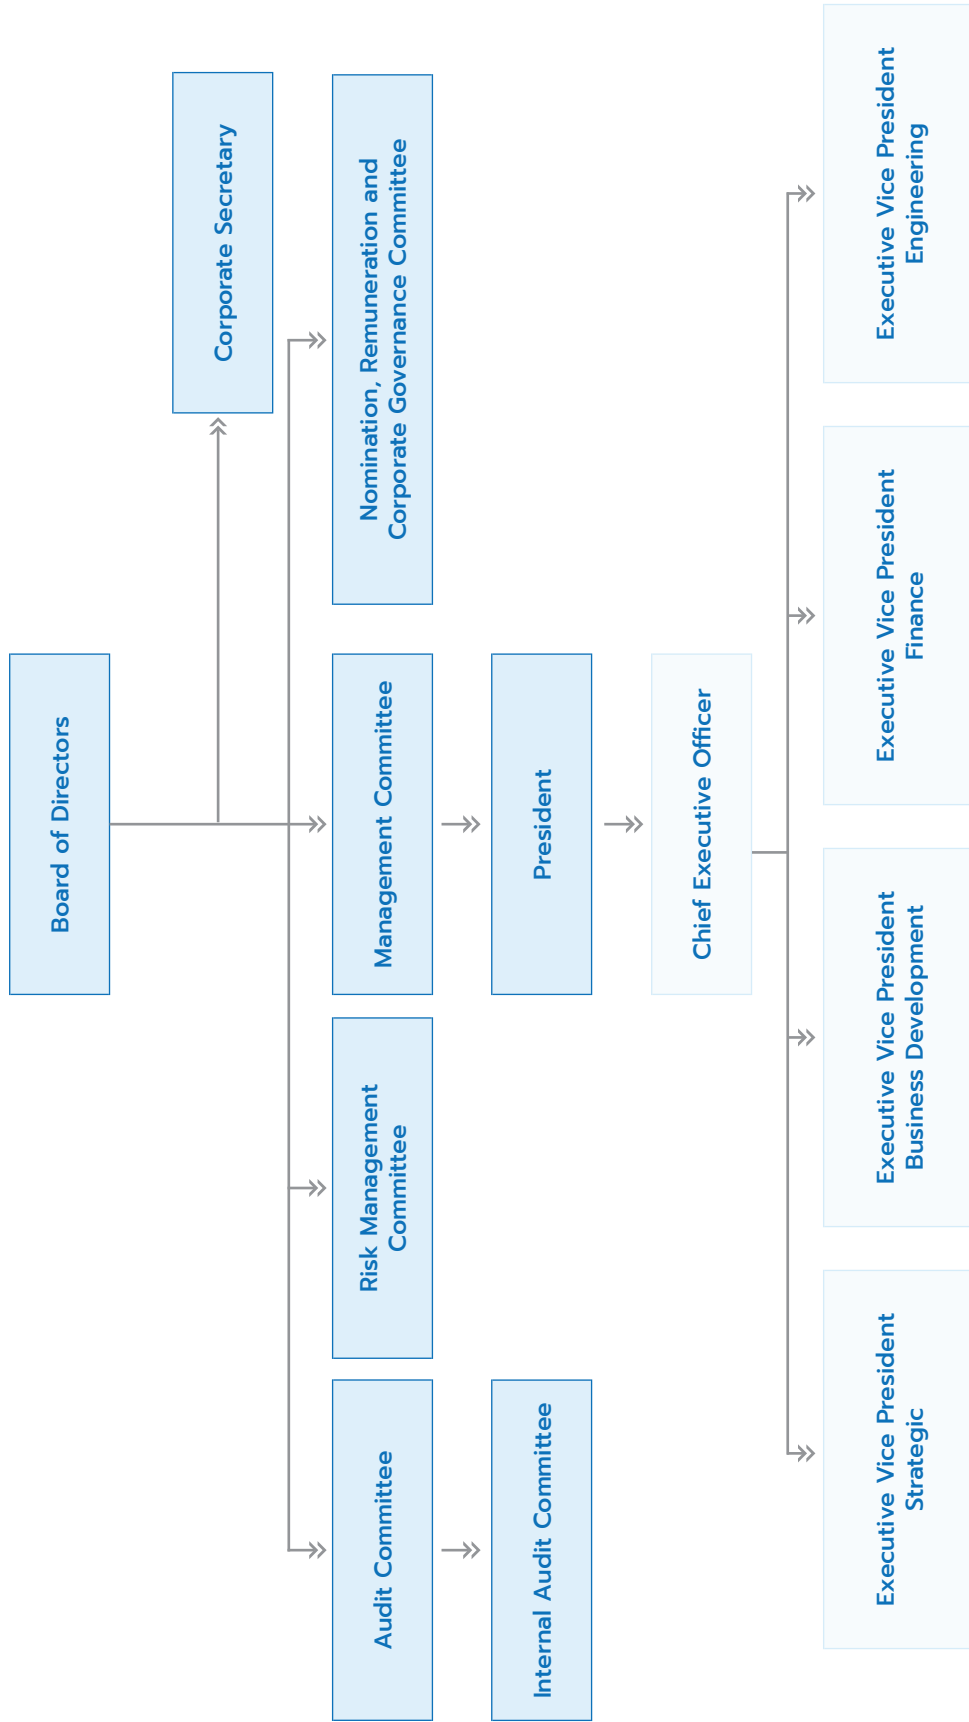 Board of Directors
Corporate Secretary
Audit Committee
Risk Management
Committee
Management Committee
Nomination, Remuneration and
Corporate Governance Committee
Internal Audit Committee
President
Chief Executive Officer
Executive Vice President
Strategic
Executive Vice President
Business Development
Executive Vice President
Finance
Executive Vice President
Engineering